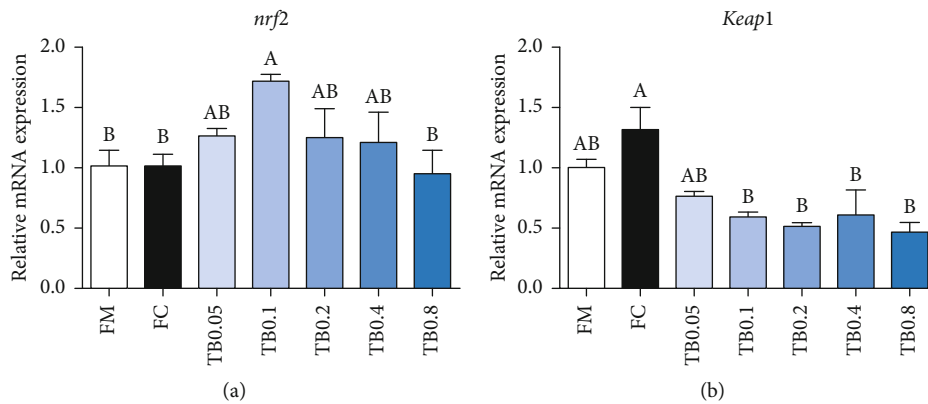 nrf2
Relative mRNA expression
2.0
1.5
1.0
0.5
0.0
B
B
AB
A
AB
AB
B
FM
FC
TB0.05
TB0.1
TB0.2
TB0.4
TB0.8
(a)
Keap1
Relative mRNA expression
2.0
1.5
1.0
0.5
0.0
AB
A
AB
B
B
B
B
FM
FC
TB0.05
TB0.1
TB0.2
TB0.4
TB0.8
(b)